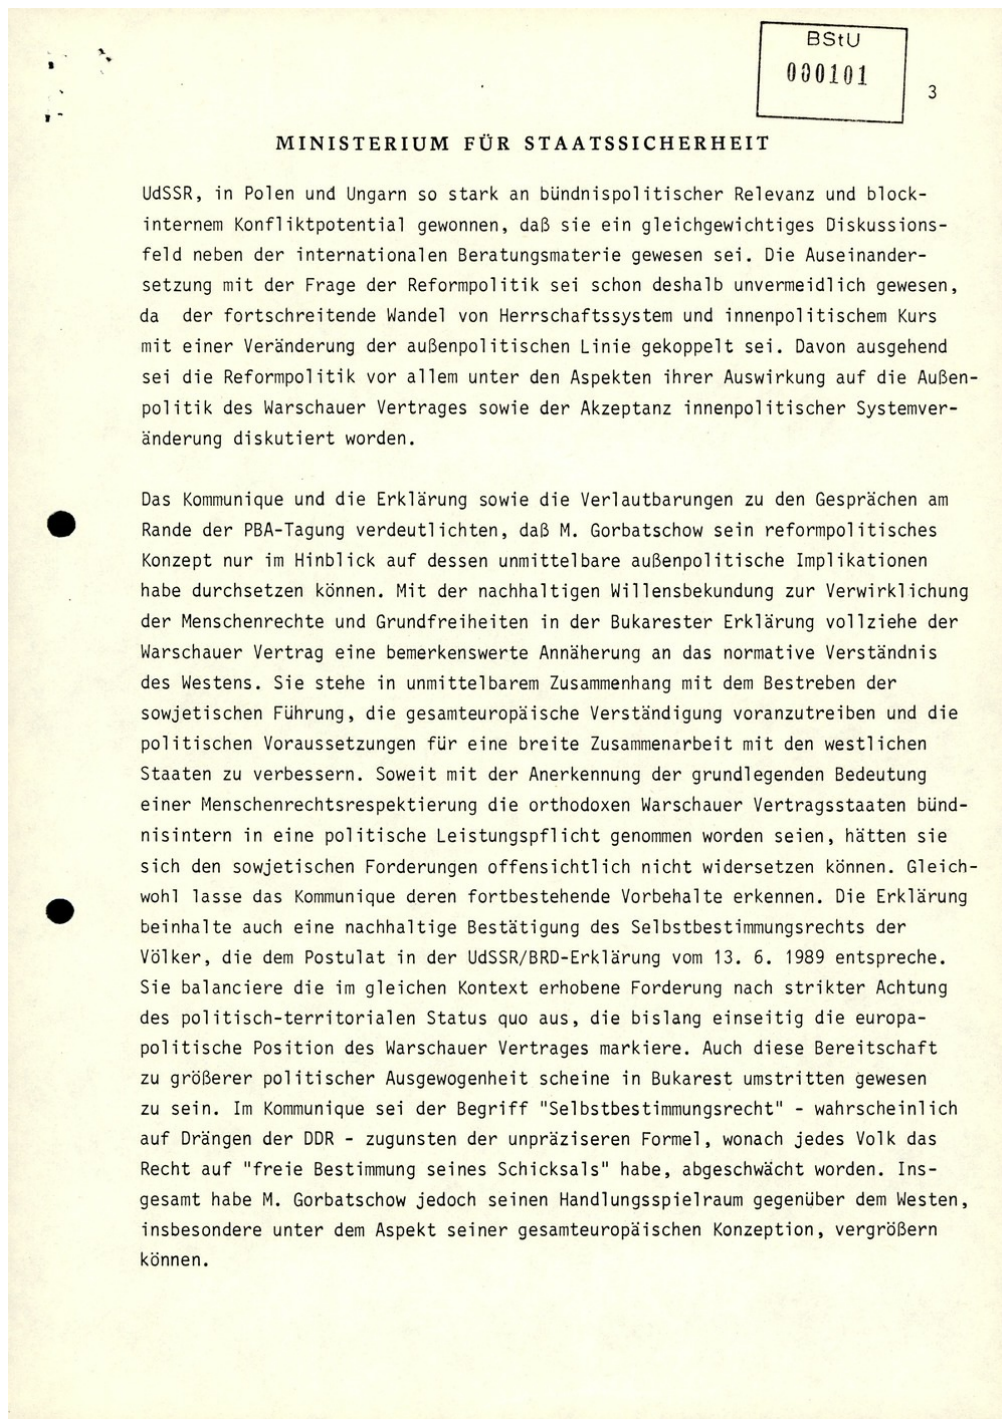 BStU
000101
3
MINISTERIUM FÜR STAATSSICHERHEIT
UdSSR, in Polen und Ungarn so stark an bündnispolitischer Relevanz und block-
internem Konfliktpotential gewonnen, daß sie ein gleichgewichtiges Diskussions-
feld neben der internationalen Beratungsmaterie gewesen sei. Die Auseinander-
setzung mit der Frage der Reformpolitik sei schon deshalb unvermeidlich gewesen,
da der fortschreitende Wandel von Herrschaftssystem und innenpolitischem Kurs
mit einer Veränderung der außenpolitischen Linie gekoppelt sei. Davon ausgehend
sei die Reformpolitik vor allem unter den Aspekten ihrer Auswirkung auf die Außen-
politik des Warschauer Vertrages sowie der Akzeptanz innenpolitischer Systemver-
änderung diskutiert worden.
Das Kommunique und die Erklärung sowie die Verlautbarungen zu den Gesprächen am
Rande der PBA-Tagung verdeutlichten, daß M. Gorbatschow sein reformpolitisches
Konzept nur im Hinblick auf dessen unmittelbare außenpolitische Implikationen
habe durchsetzen können. Mit der nachhaltigen Willensbekundung zur Verwirklichung
der Menschenrechte und Grundfreiheiten in der Bukarester Erklärung vollziehe der
Warschauer Vertrag eine bemerkenswerte Annäherung an das normative Verständnis
des Westens. Sie stehe in unmittelbarem Zusammenhang mit dem Bestreben der
sowjetischen Führung, die gesamteuropäische Verständigung voranzutreiben und die
politischen Voraussetzungen für eine breite Zusammenarbeit mit den westlichen
Staaten zu verbessern. Soweit mit der Anerkennung der grundlegenden Bedeutung
einer Menschenrechtsrespektierung die orthodoxen Warschauer Vertragsstaaten bünd-
nisintern in eine politische Leistungspflicht genommen worden seien, hätten sie
sich den sowjetischen Forderungen offensichtlich nicht widersetzen können. Gleich-
wohl lasse das Kommunique deren fortbestehende Vorbehalte erkennen. Die Erklärung
beinhalte auch eine nachhaltige Bestätigung des Selbstbestimmungsrechts der
Völker, die dem Postulat in der UdSSR/BRD-Erklärung vom 13. 6. 1989 entspreche.
Sie balanciere die im gleichen Kontext erhobene Forderung nach strikter Achtung
des politisch-territorialen Status quo aus, die bislang einseitig die europa-
politische Position des Warschauer Vertrages markiere. Auch diese Bereitschaft
zu größerer politischer Ausgewogenheit scheine in Bukarest umstritten gewesen
zu sein. Im Kommunique sei der Begriff "Selbstbestimmungsrecht" - wahrscheinlich
auf Drängen der DDR - zugunsten der unpräziseren Formel, wonach jedes Volk das
Recht auf "freie Bestimmung seines Schicksals" habe, abgeschwächt worden. Ins-
gesamt habe M. Gorbatschow jedoch seinen Handlungsspielraum gegenüber dem Westen,
insbesondere unter dem Aspekt seiner gesamteuropäischen Konzeption, vergrößern
können.